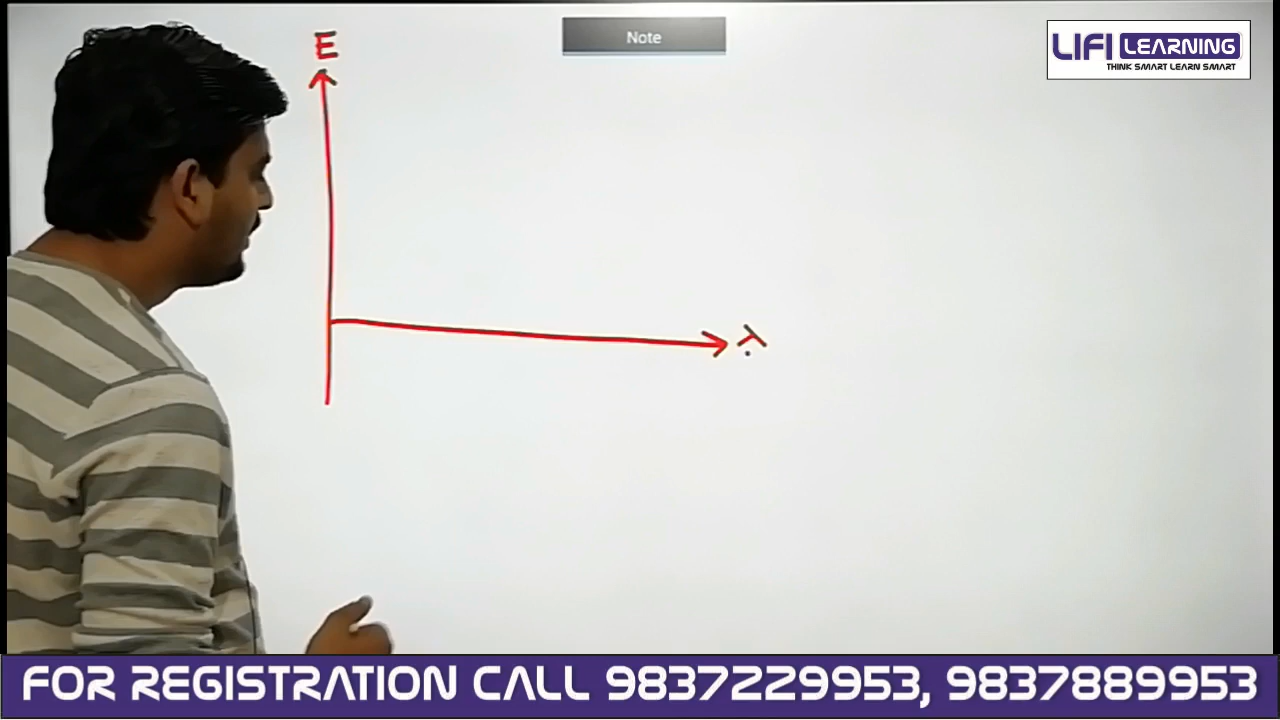 E
Note
LIFI LEARNING
THINK SMART LEARN SMART
λ
FOR REGISTRATION CALL 9837229953, 9837889953